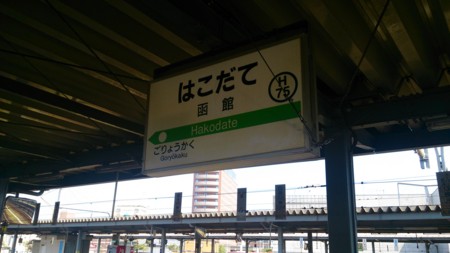 はこだて
函館
H
75
Hakodate
ごりょうかく
Goryōkaku